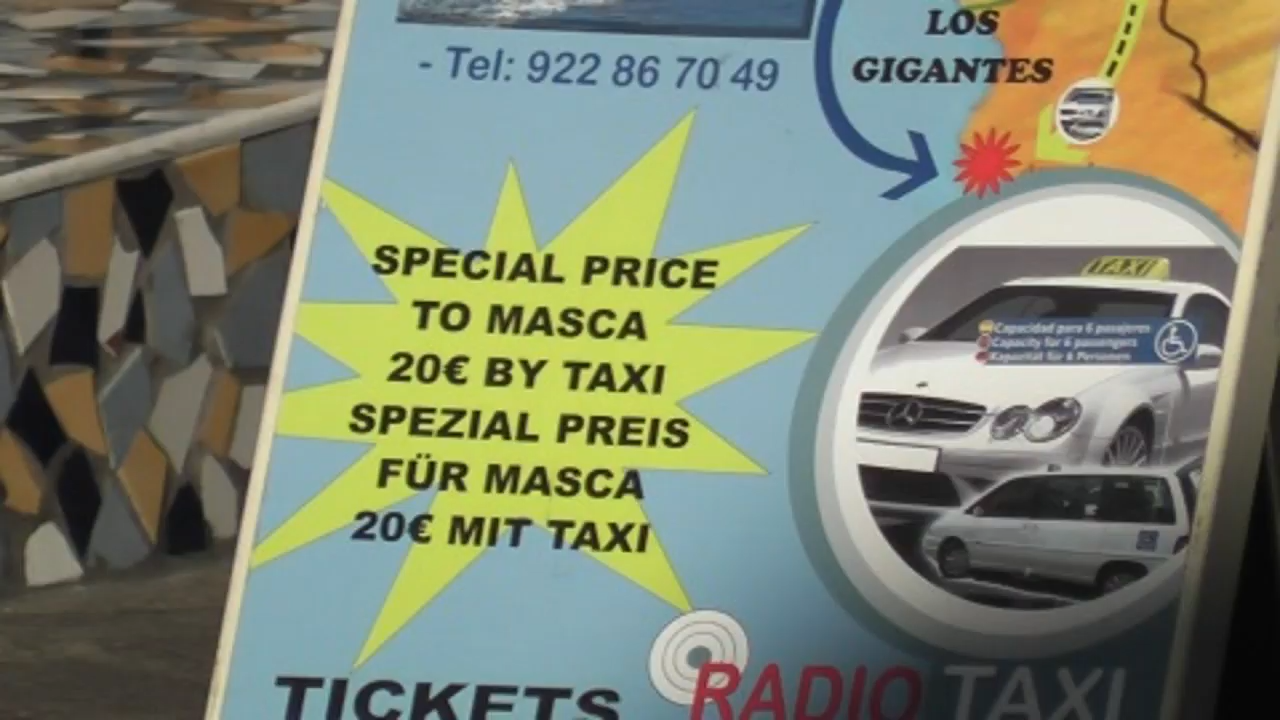 LOS
GIGANTES
- Tel: 922 86 70 49
SPECIAL PRICE
TO MASCA
20€ BY TAXI
SPEZIAL PREIS
FÜR MASCA
20€ MIT TAXI
TAXI
Capacidad para 6 pasajeros
Capacity for 6 passengers
Kapazität für 6 Personen
TICKETS
RADIO TAXI